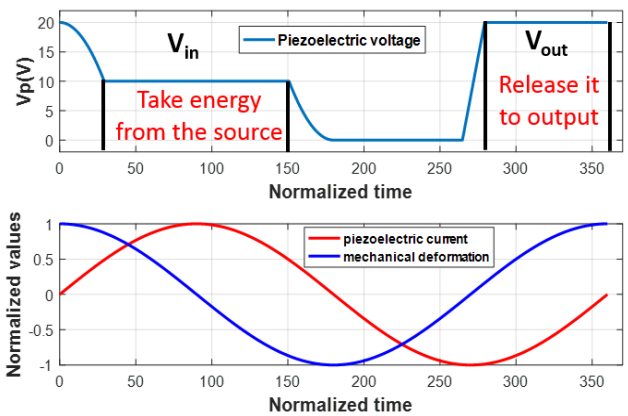 20
15
10
5
0
Vp(V)
V_in
Piezoelectric voltage
V_out
Take energy
from the source
Release it
to output
0
50
100
150
200
250
300
350
Normalized time
1
0.5
0
-0.5
-1
Normalized values
piezoelectric current
mechanical deformation
0
50
100
150
200
250
300
350
Normalized time